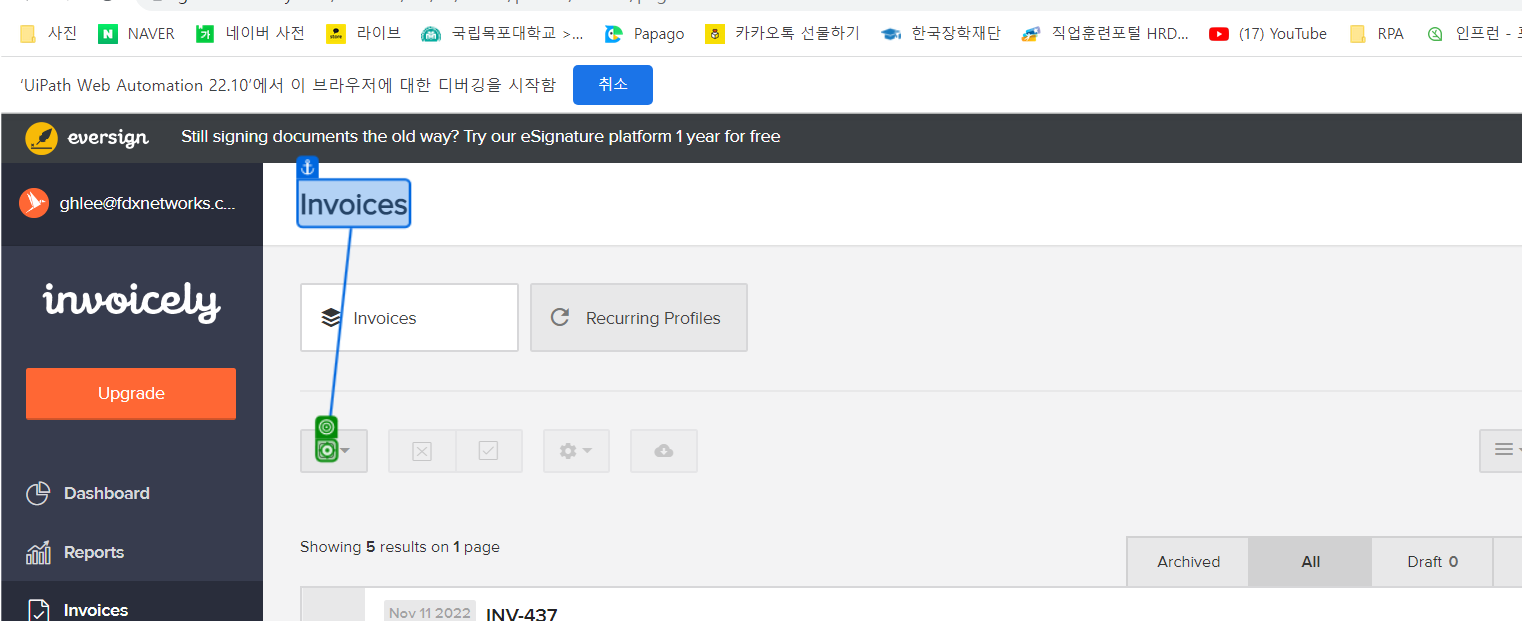 사진 NAVER 네이버 사전 라이브 국립목포대학교 >... Papago 카카오톡 선물하기 한국장학재단 직업훈련포털 HRD... (17) YouTube RPA 인프런 -
'UiPath Web Automation 22.10'에서 이 브라우저에 대한 디버깅을 시작함 취소
eversign Still signing documents the old way? Try our eSignature platform 1 year for free
ghlee@fdxnetworks.c...
Invoices
invoicely
Invoices Recurring Profiles
Upgrade
Dashboard
Showing 5 results on 1 page
Reports
Archived All Draft 0
Invoices
Nov 11 2022 INV-437